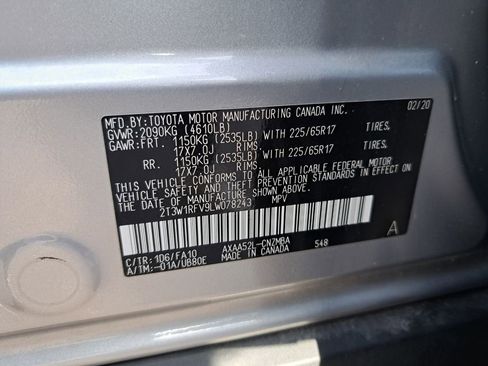 MFD.BY:TOYOTA MOTOR MANUFACTURING CANADA INC. 02/20
GVWR:2090KG (4610LB)
GAWR:FRT. 1150KG (2535LB) WITH 225/65R17 TIRES.
17X7.0J RIMS.
RR. 1150KG (2535LB) WITH 225/65R17 TIRES.
17X7.0J RIMS.
THIS VEHICLE CONFORMS TO ALL APPLICABLE FEDERAL MOTOR
VEHICLE SAFETY STANDARDS IN EFFECT ON THE DATE OF
MANUFACTURE SHOWN ABOVE.
2T3W1RFV9LW078243 MPV
A
C/TR:1D6/FA10 AXAA52L-CNZMBA 548
A/TM:-01A/UB80E MADE IN CANADA